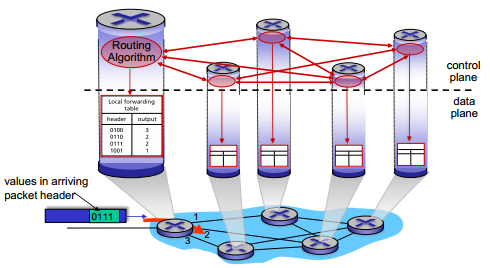 Routing
Algorithm
control
plane
data
plane
Local forwarding
table
header output
0100 3
0110 2
0111 2
1001 1
values in arriving
packet header
0111
1
2
3